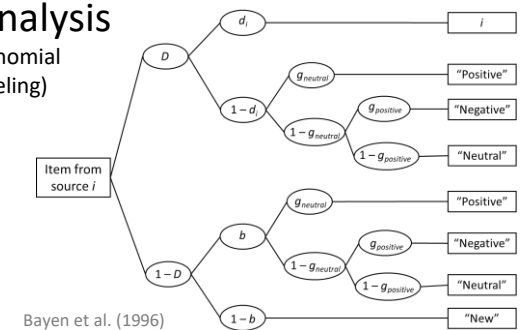 nalysis
nomial
eling)
Item from
source i
D
d_i
i
1 – d_i
g_neutral
"Positive"
1 – g_neutral
g_positive
"Negative"
1 – g_positive
"Neutral"
1 – D
b
g_neutral
"Positive"
1 – g_neutral
g_positive
"Negative"
1 – g_positive
"Neutral"
1 – b
"New"
Bayen et al. (1996)